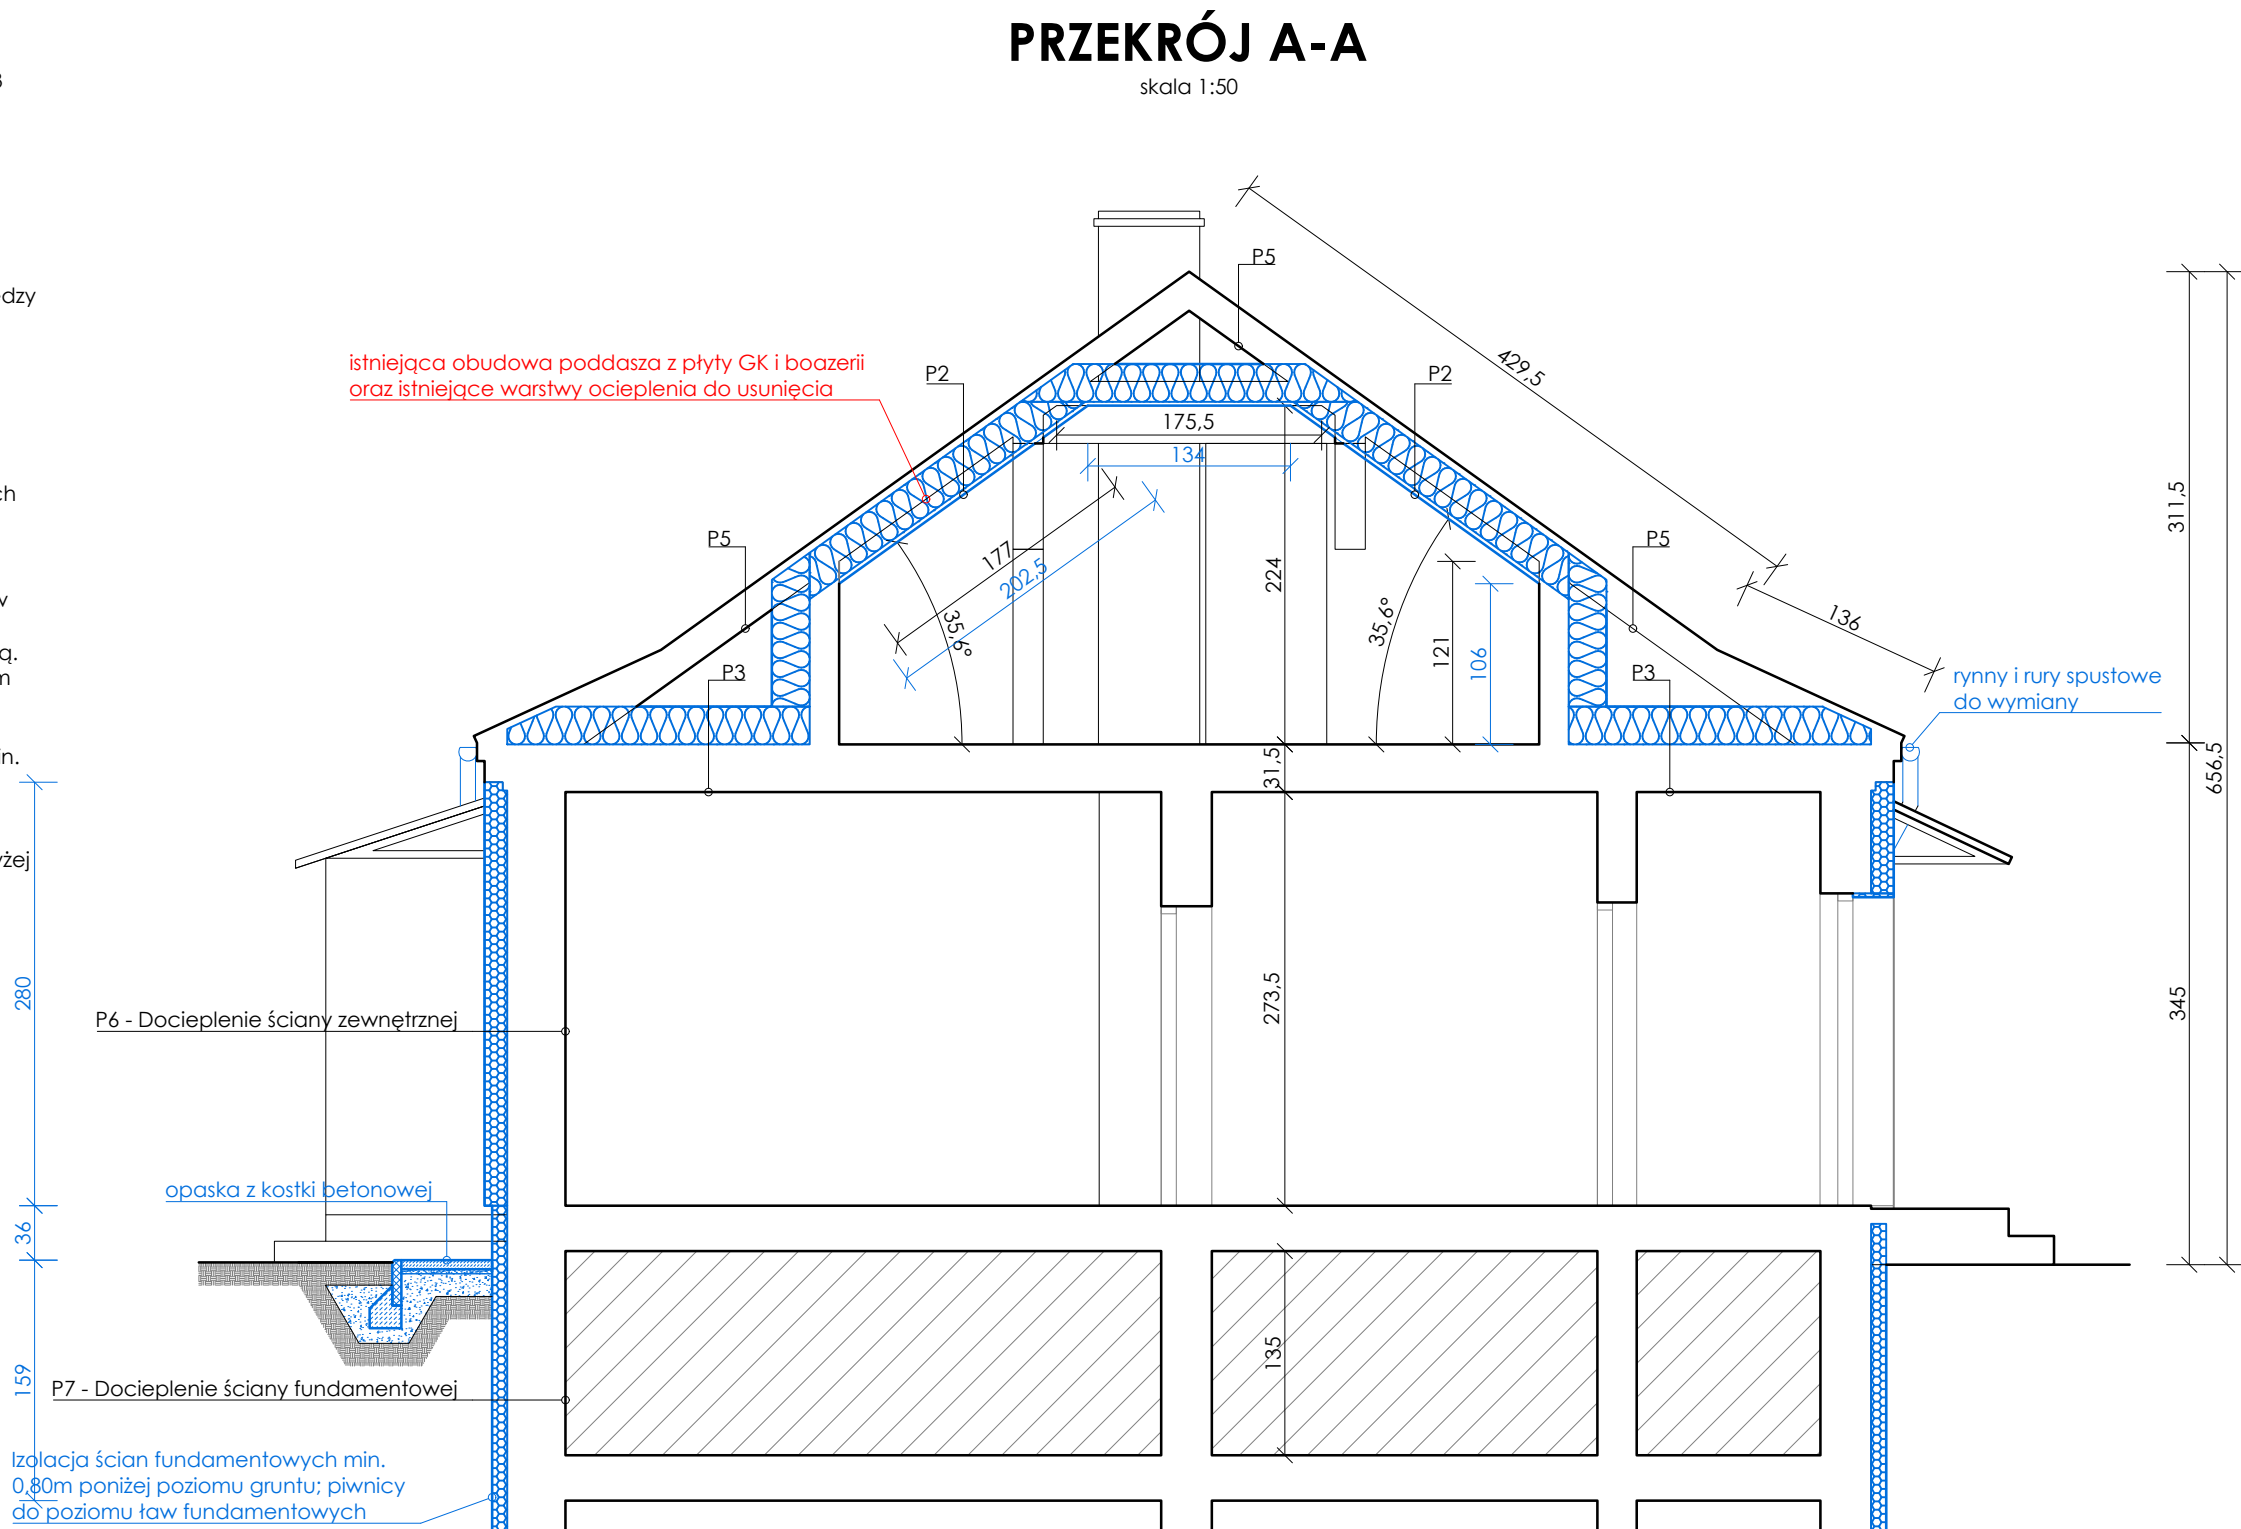 PRZEKRÓJ A-A
skala 1:50
dzy
ch
ą.
in.
żej
P5
429,5
istniejąca obudowa poddasza z płyty GK i boazerii
oraz istniejące warstwy ocieplenia do usunięcia
P2
P2
175,5
134
P5
P5
177
202,5
35,6°
224
35,6°
121
106
136
P3
P3
rynny i rury spustowe
do wymiany
311,5
656,5
345
31,5
273,5
280
P6 - Docieplenie ściany zewnętrznej
opaska z kostki betonowej
36
159
135
P7 - Docieplenie ściany fundamentowej
Izolacja ścian fundamentowych min.
0,80m poniżej poziomu gruntu; piwnicy
do poziomu ław fundamentowych